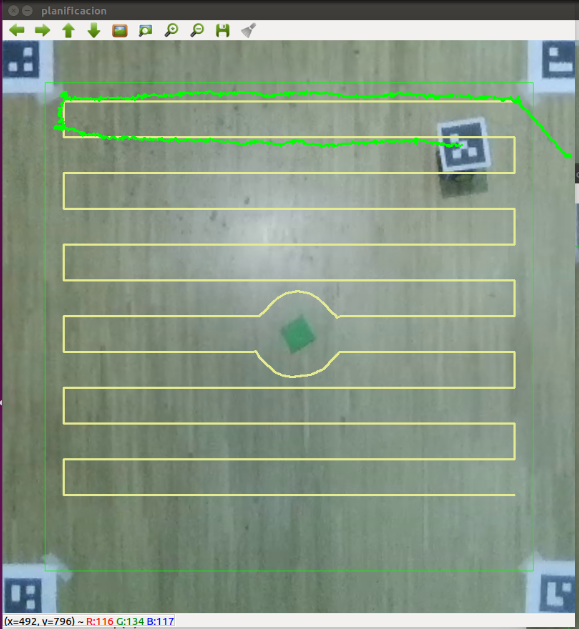 planificacion
(x=492, y=796) ~ R:116 G:134 B:117